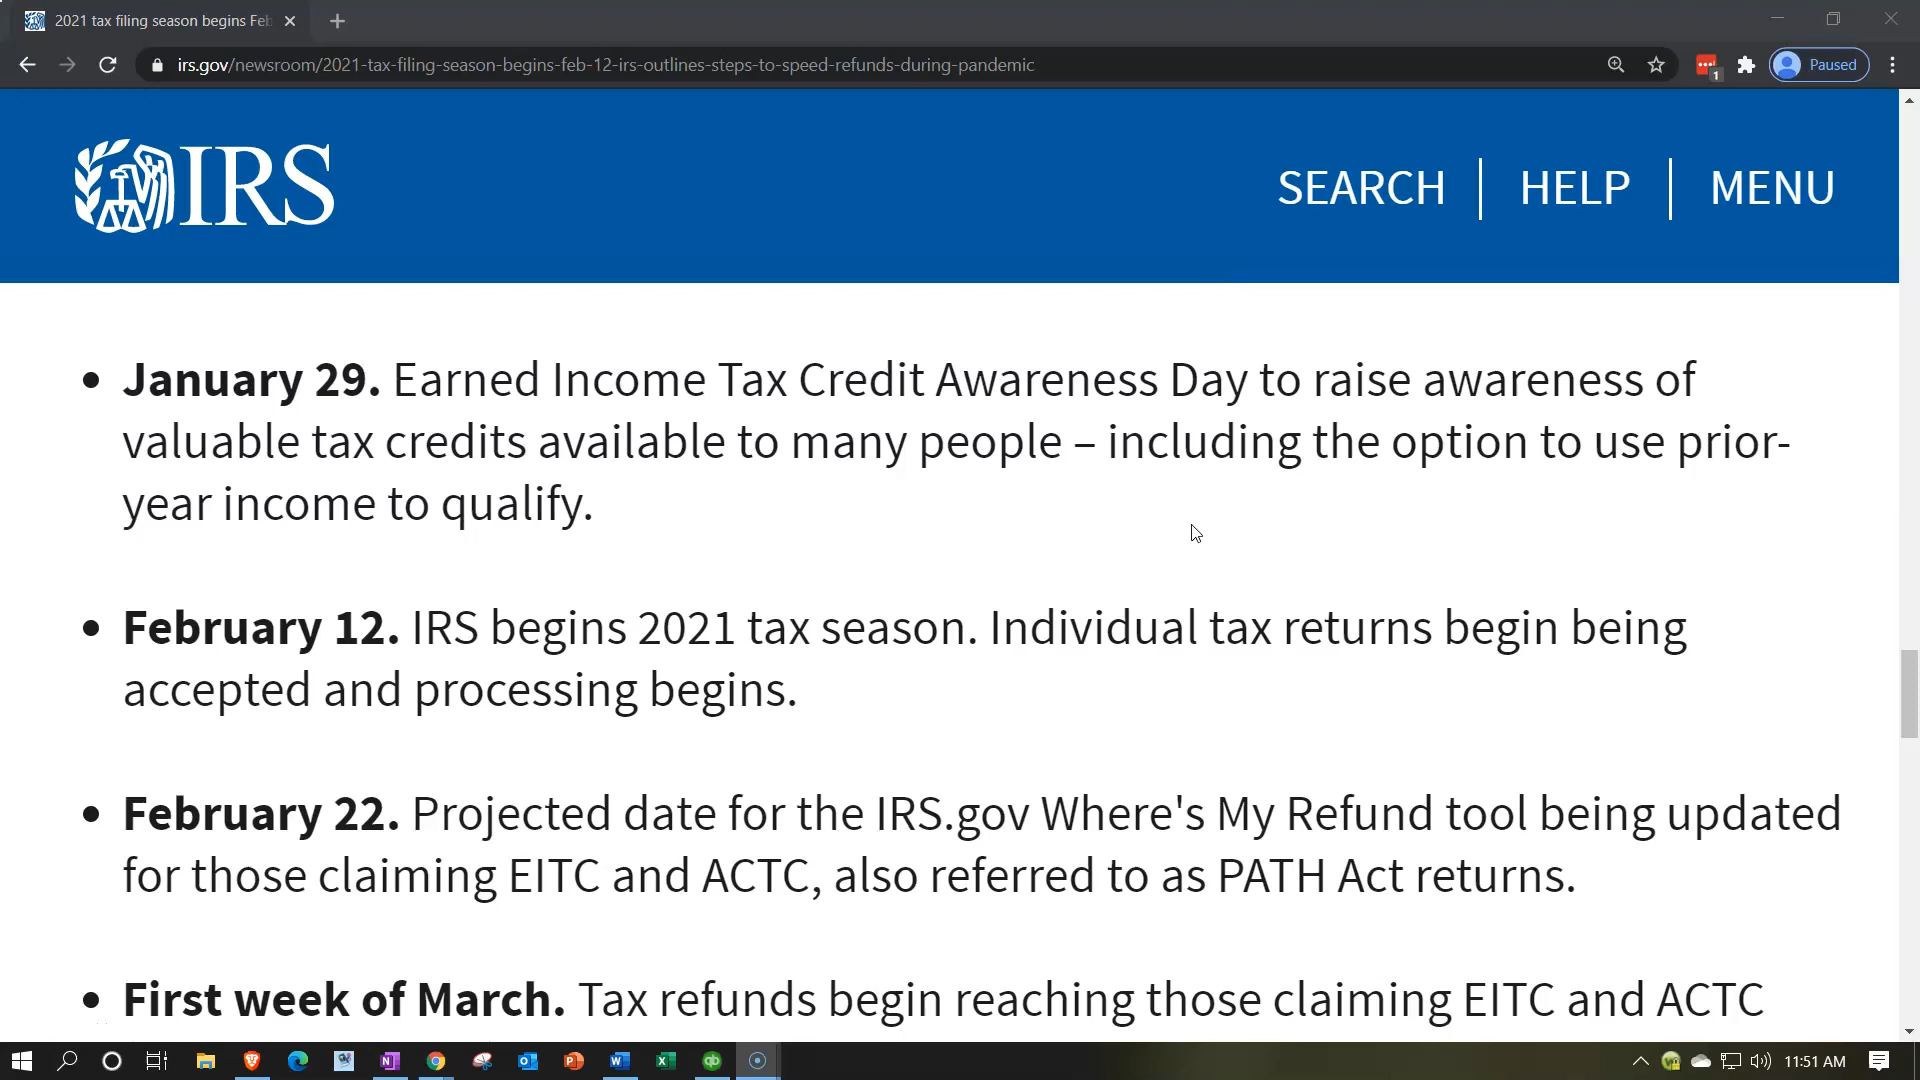 2021 tax filing season begins Feb
irs.gov/newsroom/2021-tax-filing-season-begins-feb-12-irs-outlines-steps-to-speed-refunds-during-pandemic
1
Paused
IRS
SEARCH | HELP | MENU
• January 29. Earned Income Tax Credit Awareness Day to raise awareness of
valuable tax credits available to many people – including the option to use prior-
year income to qualify.
• February 12. IRS begins 2021 tax season. Individual tax returns begin being
accepted and processing begins.
• February 22. Projected date for the IRS.gov Where's My Refund tool being updated
for those claiming EITC and ACTC, also referred to as PATH Act returns.
• First week of March. Tax refunds begin reaching those claiming EITC and ACTC
11:51 AM